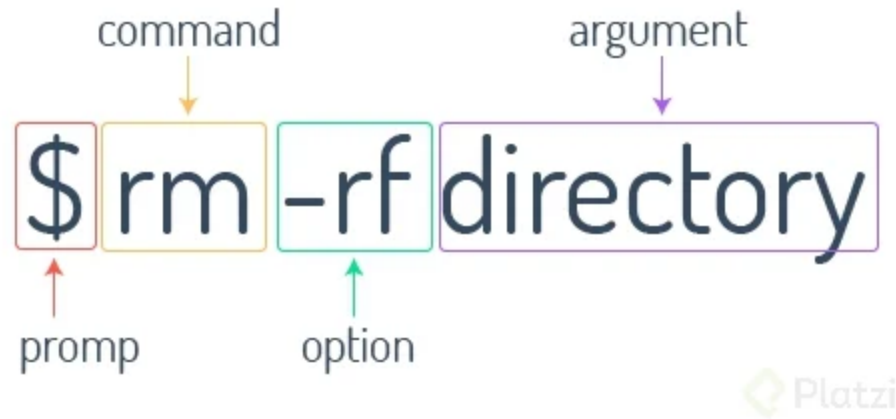 command argument
$ rm -rf directory
promp option
Platzi